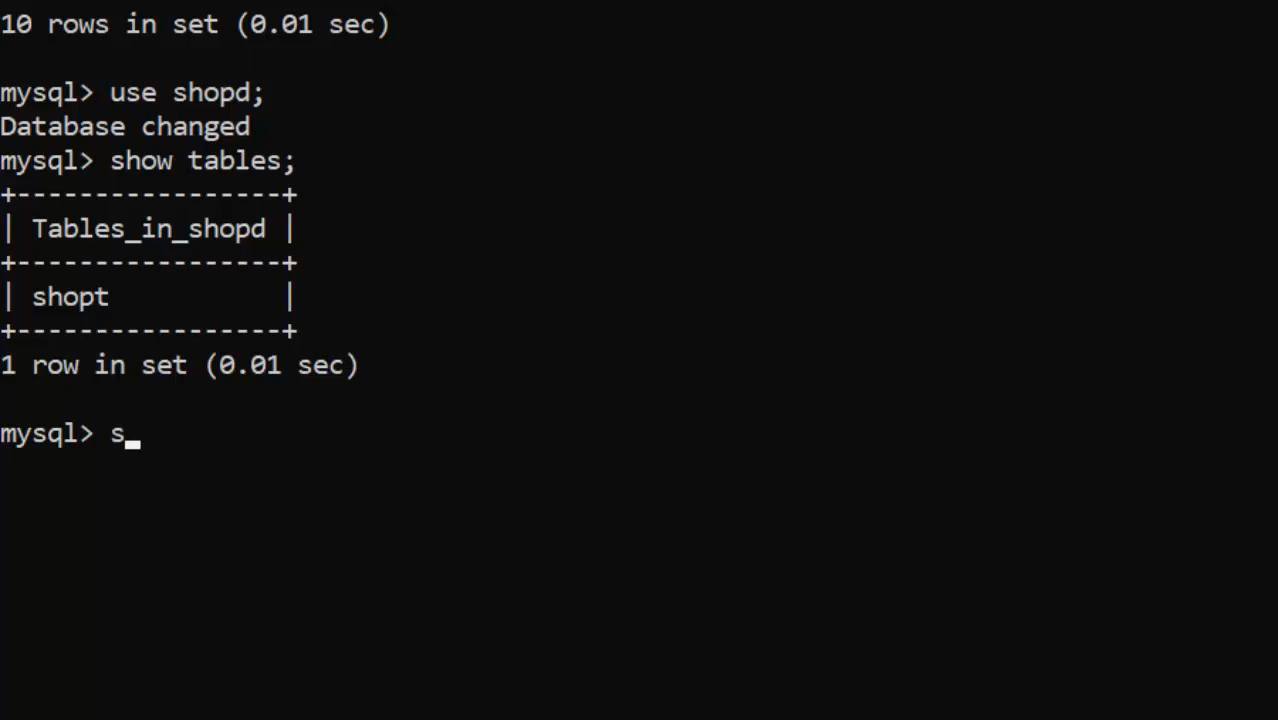 10 rows in set (0.01 sec)
mysql> use shopd;
Database changed
mysql> show tables;
+-----------------+
| Tables_in_shopd |
+-----------------+
| shopt           |
+-----------------+
1 row in set (0.01 sec)
mysql> s_